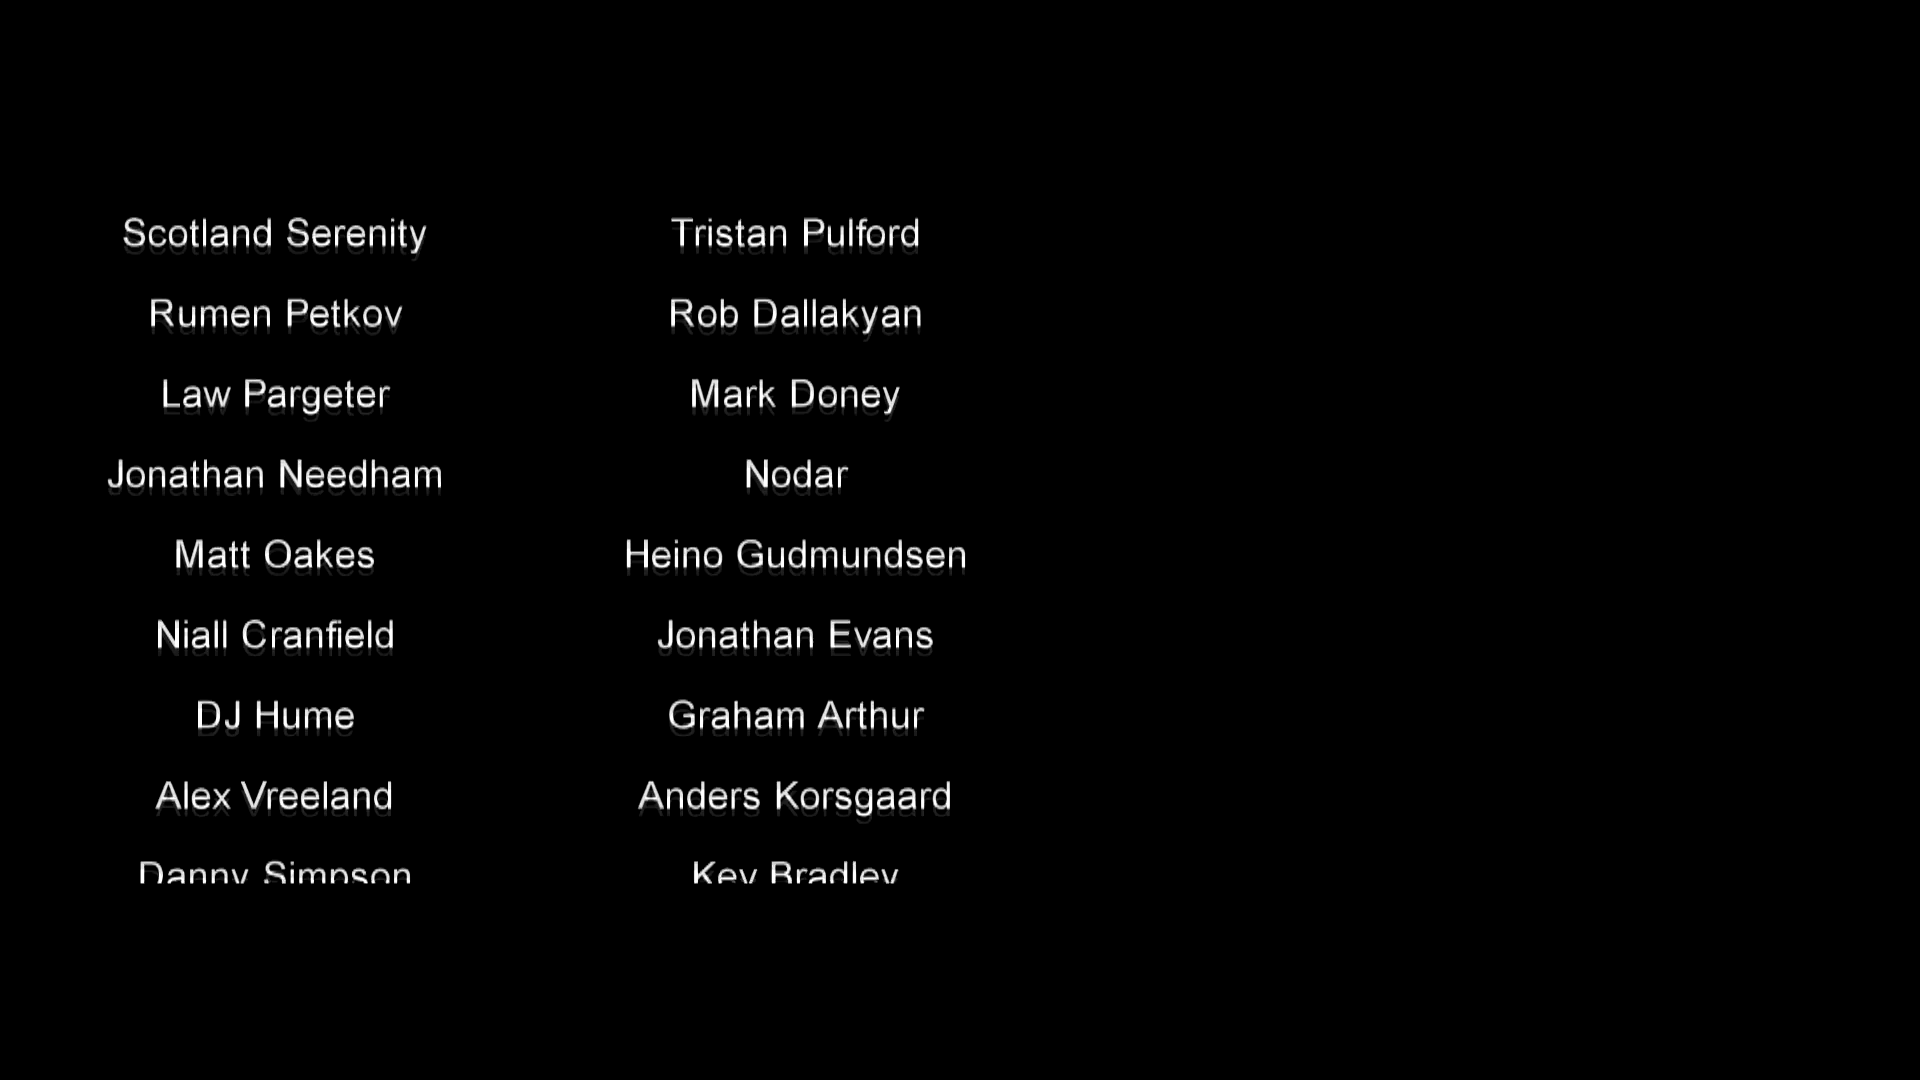 Scotland Serenity
Tristan Pulford
Rumen Petkov
Rob Dallakyan
Law Pargeter
Mark Doney
Jonathan Needham
Nodar
Matt Oakes
Heino Gudmundsen
Niall Cranfield
Jonathan Evans
DJ Hume
Graham Arthur
Alex Vreeland
Anders Korsgaard
Danny Simpson
Kev Bradley